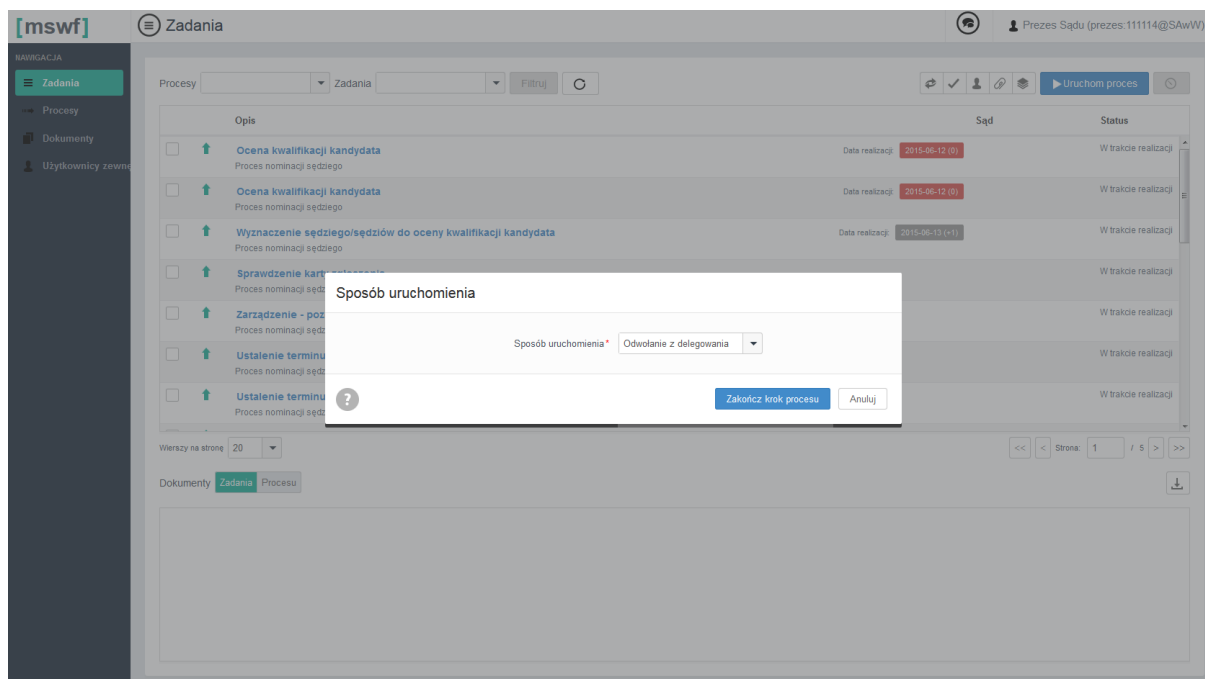 [mswf]
Zadania
Prezes Sądu (prezes:111114@SAwW)
NAWIGACJA
Zadania
Procesy
Dokumenty
Użytkownicy zewnę
Procesy
Zadania
Filtruj
Uruchom proces
Opis Sąd Status
Ocena kwalifikacji kandydata
Proces nominacji sędziego
Data realizacji: 2015-06-12 (0)
W trakcie realizacji
Ocena kwalifikacji kandydata
Proces nominacji sędziego
Data realizacji: 2015-06-12 (0)
W trakcie realizacji
Wyznaczenie sędziego/sędziów do oceny kwalifikacji kandydata
Proces nominacji sędziego
Data realizacji: 2015-06-13 (+1)
W trakcie realizacji
Sprawdzenie kart
Proces nominacji sędz
W trakcie realizacji
Zarządzenie - poz
Proces nominacji sędz
W trakcie realizacji
Ustalenie terminu
Proces nominacji sędz
W trakcie realizacji
Ustalenie terminu
Proces nominacji sędz
W trakcie realizacji
Sposób uruchomienia
Sposób uruchomienia* Odwołanie z delegowania
? Zakończ krok procesu Anuluj
Wierszy na stronę 20
<< < Strona: 1 / 5 > >>
Dokumenty Zadania Procesu